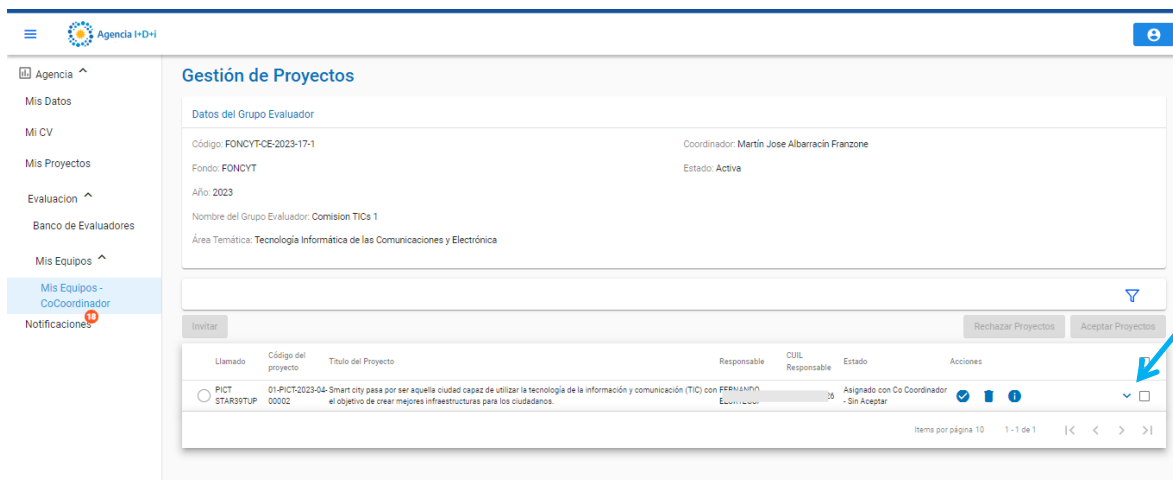 Agencia I+D+i
Agencia
Mis Datos
Mi CV
Mis Proyectos
Evaluacion
Banco de Evaluadores
Mis Equipos
Mis Equipos -
CoCoordinador
Notificaciones
18
Gestión de Proyectos
Datos del Grupo Evaluador
Código: FONCYT-CE-2023-17-1
Coordinador: Martín Jose Albarracín Franzone
Fondo: FONCYT
Estado: Activa
Año: 2023
Nombre del Grupo Evaluador: Comision TICs 1
Área Temática: Tecnología Informática de las Comunicaciones y Electrónica
Invitar
Rechazar Proyectos
Aceptar Proyectos
Llamado
Código del
proyecto
Título del Proyecto
Responsable
CUIL
Responsable
Estado
Acciones
PICT
STAR39TUP
01-PICT-2023-04-
00002
Smart city pasa por ser aquella ciudad capaz de utilizar la tecnología de la información y comunicación (TIC) con
el objetivo de crear mejores infraestructuras para los ciudadanos.
FERNANDO
26
Asignado con Co Coordinador
- Sin Aceptar
Items por página 10
1 - 1 de 1